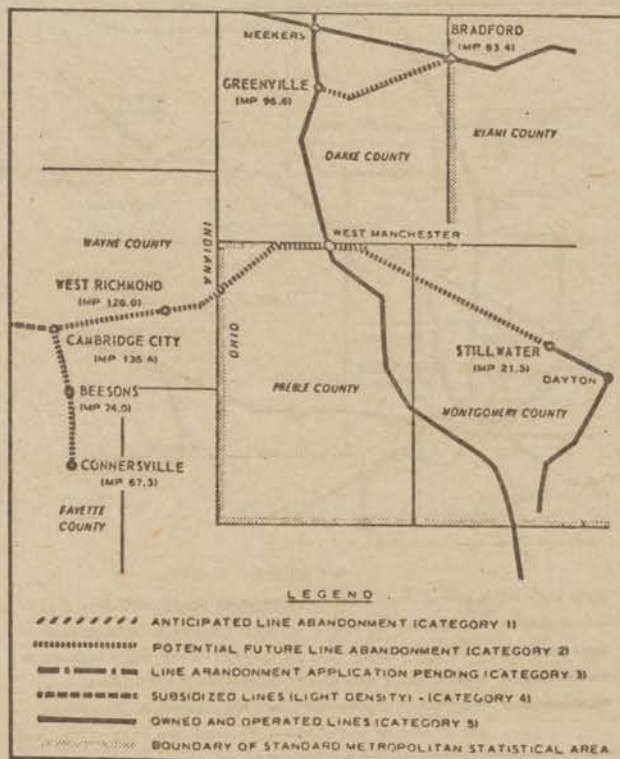 MEEKERS
BRADFORD
(MP 83.4)
GREENVILLE
(MP 96.6)
MIAMI COUNTY
DARKE COUNTY
INDIANA
WAYNE COUNTY
WEST MANCHESTER
WEST RICHMOND
(MP 126.0)
CAMBRIDGE CITY
(MP 135.4)
OHIO
STILLWATER
(MP 21.5)
DAYTON
BEESONS
(MP 74.0)
PREBLE COUNTY
MONTGOMERY COUNTY
CONNERSVILLE
(MP 67.3)
FAYETTE
COUNTY
LEGEND
ANTICIPATED LINE ABANDONMENT (CATEGORY 1)
POTENTIAL FUTURE LINE ABANDONMENT (CATEGORY 2)
LINE ABANDONMENT APPLICATION PENDING (CATEGORY 3)
SUBSIDIZED LINES (LIGHT DENSITY) - (CATEGORY 4)
OWNED AND OPERATED LINES (CATEGORY 5)
BOUNDARY OF STANDARD METROPOLITAN STATISTICAL AREA